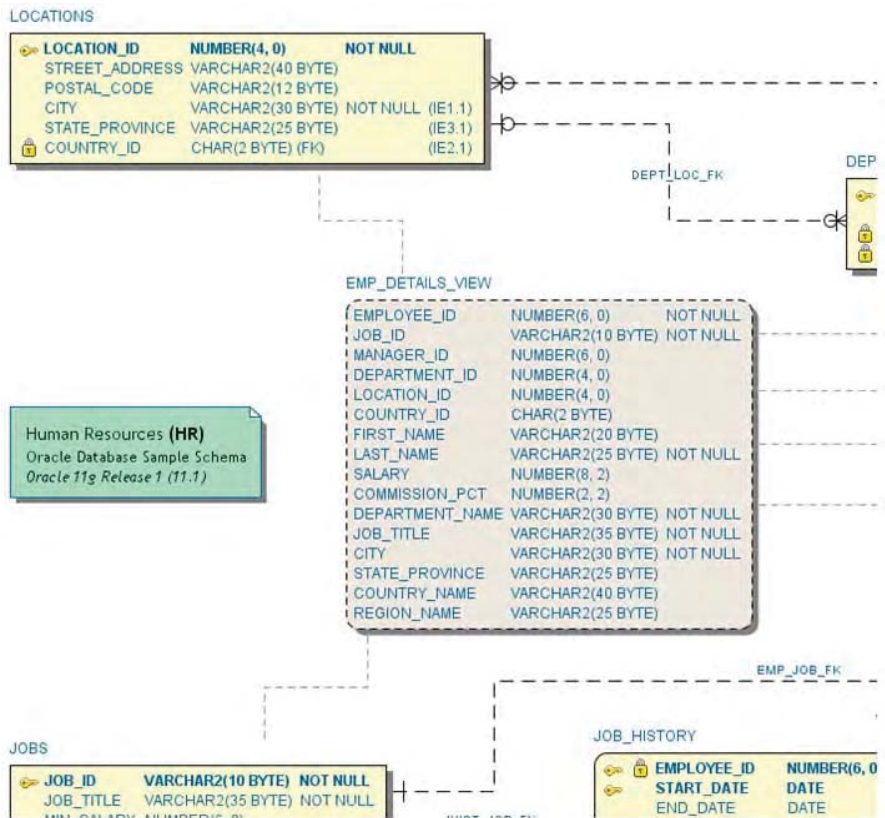 LOCATIONS
LOCATION_ID NUMBER(4, 0) NOT NULL
STREET_ADDRESS VARCHAR2(40 BYTE)
POSTAL_CODE VARCHAR2(12 BYTE)
CITY VARCHAR2(30 BYTE) NOT NULL (IE1.1)
STATE_PROVINCE VARCHAR2(25 BYTE) (IE3.1)
COUNTRY_ID CHAR(2 BYTE) (FK) (IE2.1)
DEPT_LOC_FK
DEP
EMP_DETAILS_VIEW
EMPLOYEE_ID NUMBER(6, 0) NOT NULL
JOB_ID VARCHAR2(10 BYTE) NOT NULL
MANAGER_ID NUMBER(6, 0)
DEPARTMENT_ID NUMBER(4, 0)
LOCATION_ID NUMBER(4, 0)
COUNTRY_ID CHAR(2 BYTE)
FIRST_NAME VARCHAR2(20 BYTE)
LAST_NAME VARCHAR2(25 BYTE) NOT NULL
SALARY NUMBER(8, 2)
COMMISSION_PCT NUMBER(2, 2)
DEPARTMENT_NAME VARCHAR2(30 BYTE) NOT NULL
JOB_TITLE VARCHAR2(35 BYTE) NOT NULL
CITY VARCHAR2(30 BYTE) NOT NULL
STATE_PROVINCE VARCHAR2(25 BYTE)
COUNTRY_NAME VARCHAR2(40 BYTE)
REGION_NAME VARCHAR2(25 BYTE)
Human Resources (HR)
Oracle Database Sample Schema
Oracle 11g Release 1 (11.1)
EMP_JOB_FK
JOBS
JOB_ID VARCHAR2(10 BYTE) NOT NULL
JOB_TITLE VARCHAR2(35 BYTE) NOT NULL
JOB_HISTORY
EMPLOYEE_ID NUMBER(6, 0
START_DATE DATE
END_DATE DATE